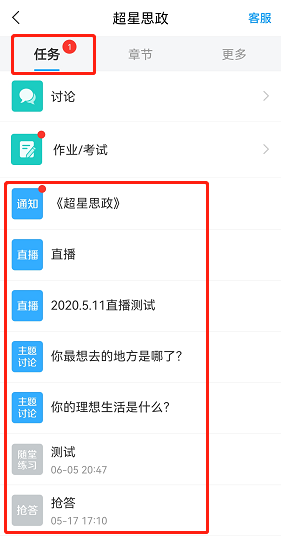 超星思政
客服
任务
1
章节
更多
讨论
作业/考试
通知
《超星思政》
直播
直播
直播
2020.5.11直播测试
主题
讨论
你最想去的地方是哪了？
主题
讨论
你的理想生活是什么？
随堂
练习
测试
06-05 20:47
抢答
抢答
05-17 17:10